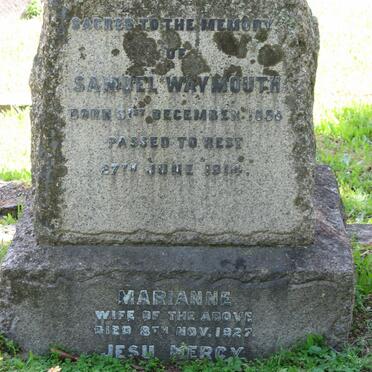 SACRED TO THE MEMORY
OF
SAMUEL WAYMOUTH
BORN 31ST DECEMBER,
PASSED TO REST
27TH JUNE 1914.
MARIANNE
WIFE OF THE ABOVE
DIED 8TH NOV. 1927
JESU MERCY